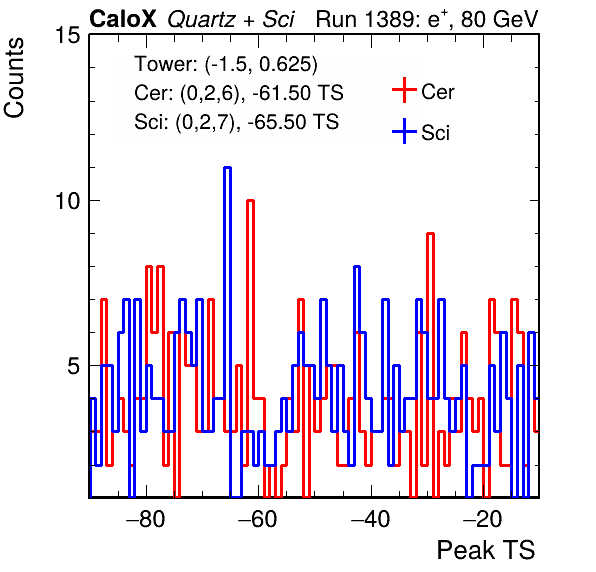 CaloX Quartz + Sci Run 1389: e⁺, 80 GeV
Counts
15
10
5
Tower: (-1.5, 0.625)
Cer: (0,2,6), -61.50 TS
Sci: (0,2,7), -65.50 TS
Cer
Sci
−80 −60 −40 −20
Peak TS